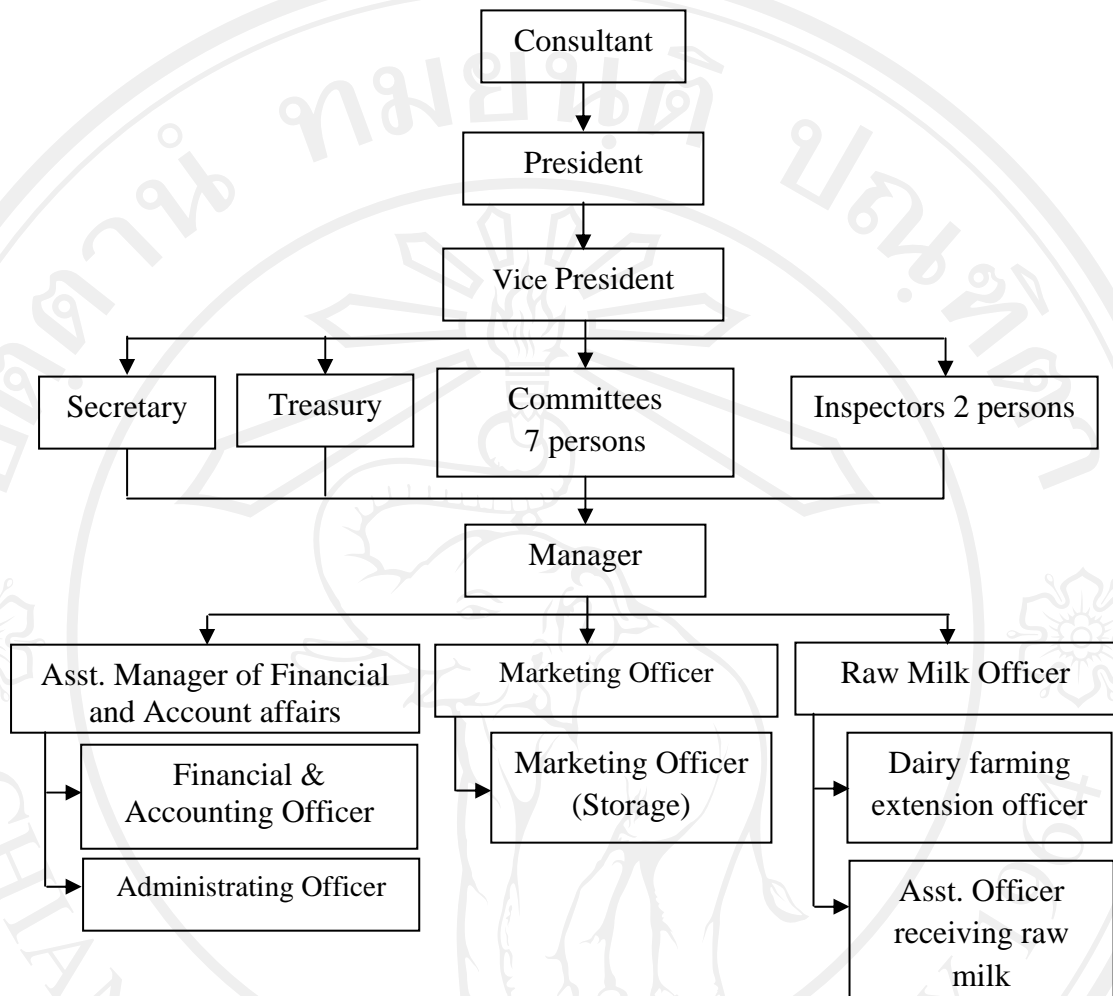 Consultant
President
Vice President
Secretary
Treasury
Committees
7 persons
Inspectors 2 persons
Manager
Asst. Manager of Financial
and Account affairs
Marketing Officer
Raw Milk Officer
Financial &
Accounting Officer
Marketing Officer
(Storage)
Dairy farming
extension officer
Administrating Officer
Asst. Officer
receiving raw
milk